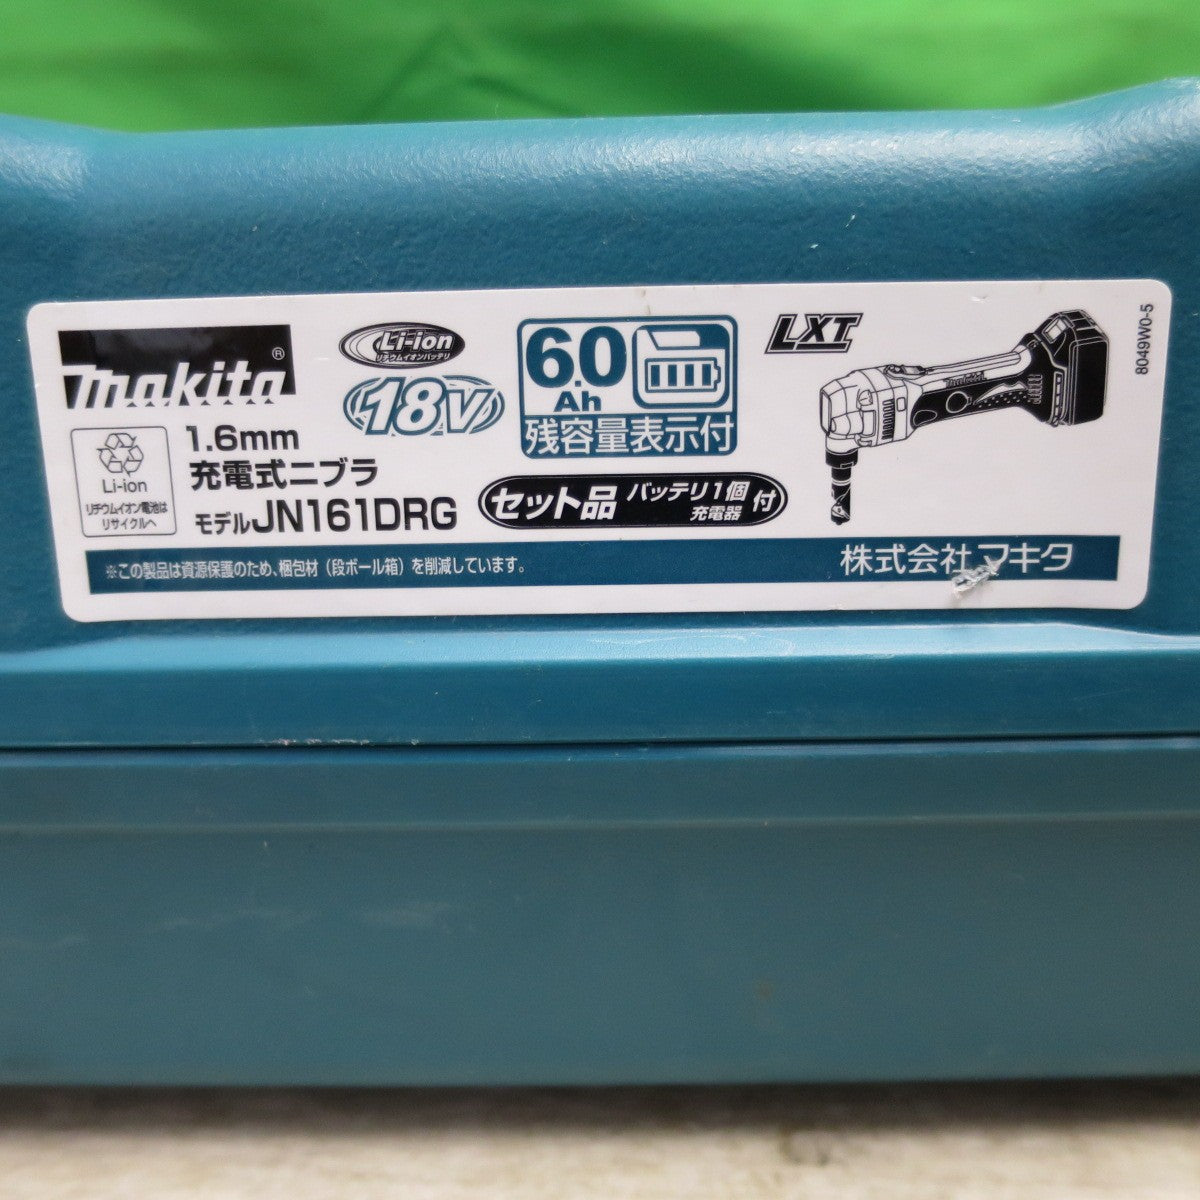 makita®
Li-ion
リチウムイオンバッテリ
18V
6.0
Ah
残容量表示付
LXT
8049W0-5
Li-ion
リチウムイオン電池は
リサイクルへ
1.6mm
充電式ニブラ
モデルJN161DRG
セット品 バッテリ1個 充電器 付
※この製品は資源保護のため、梱包材（段ボール箱）を削減しています。
株式会社マキタ